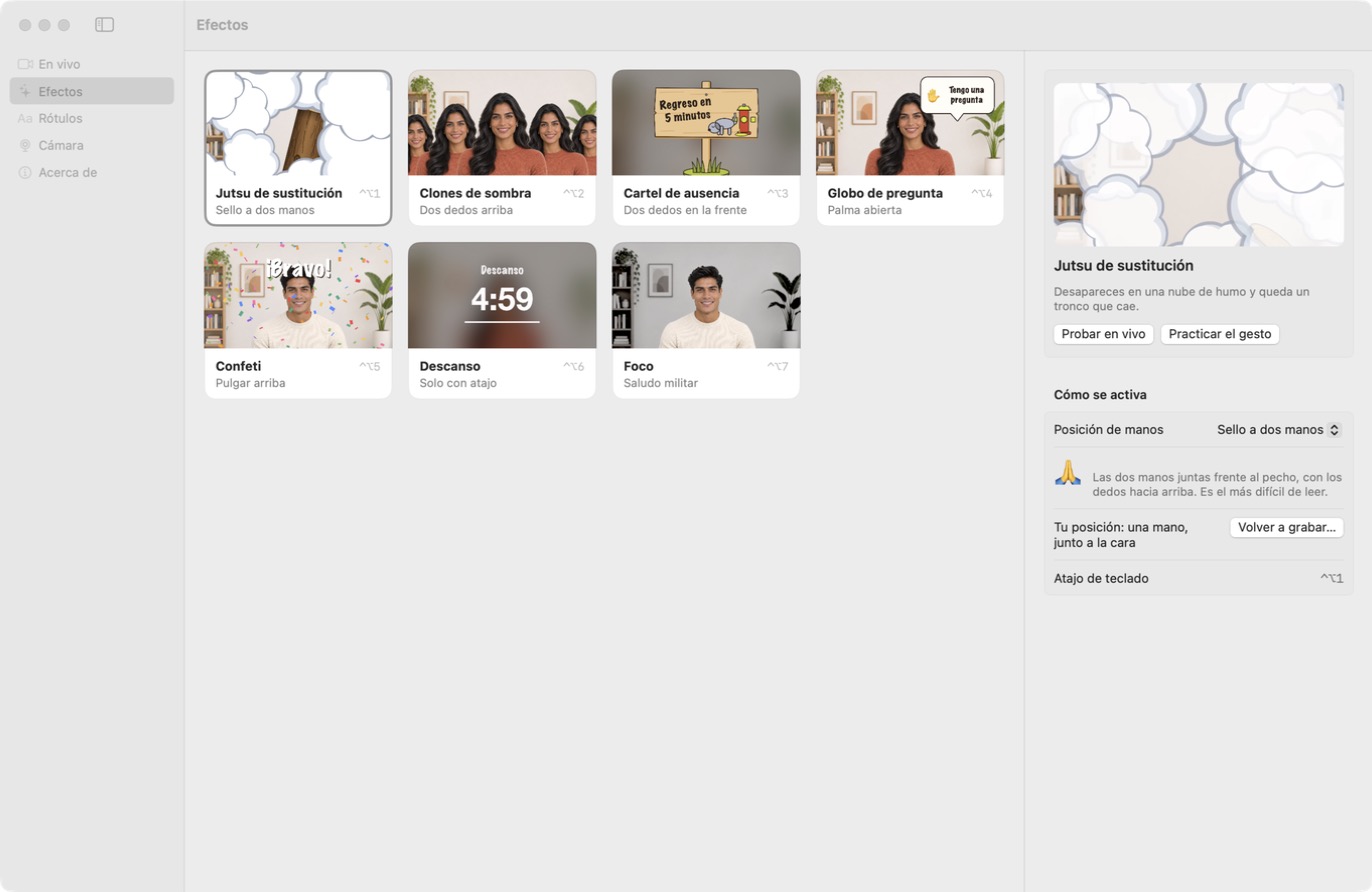 Efectos
En vivo
Efectos
Aa Rótulos
Cámara
Acerca de
Jutsu de sustitución ^⌥1
Sello a dos manos
Clones de sombra ^⌥2
Dos dedos arriba
Regreso en
5 minutos
Cartel de ausencia ^⌥3
Dos dedos en la frente
Tengo una
pregunta
Globo de pregunta ^⌥4
Palma abierta
¡Bravo!
Confeti ^⌥5
Pulgar arriba
Descanso
4:59
Descanso ^⌥6
Solo con atajo
Foco ^⌥7
Saludo militar
Jutsu de sustitución
Desapareces en una nube de humo y queda un
tronco que cae.
Probar en vivo
Practicar el gesto
Cómo se activa
Posición de manos Sello a dos manos
Las dos manos juntas frente al pecho, con los
dedos hacia arriba. Es el más difícil de leer.
Tu posición: una mano,
junto a la cara
Volver a grabar...
Atajo de teclado ^⌥1